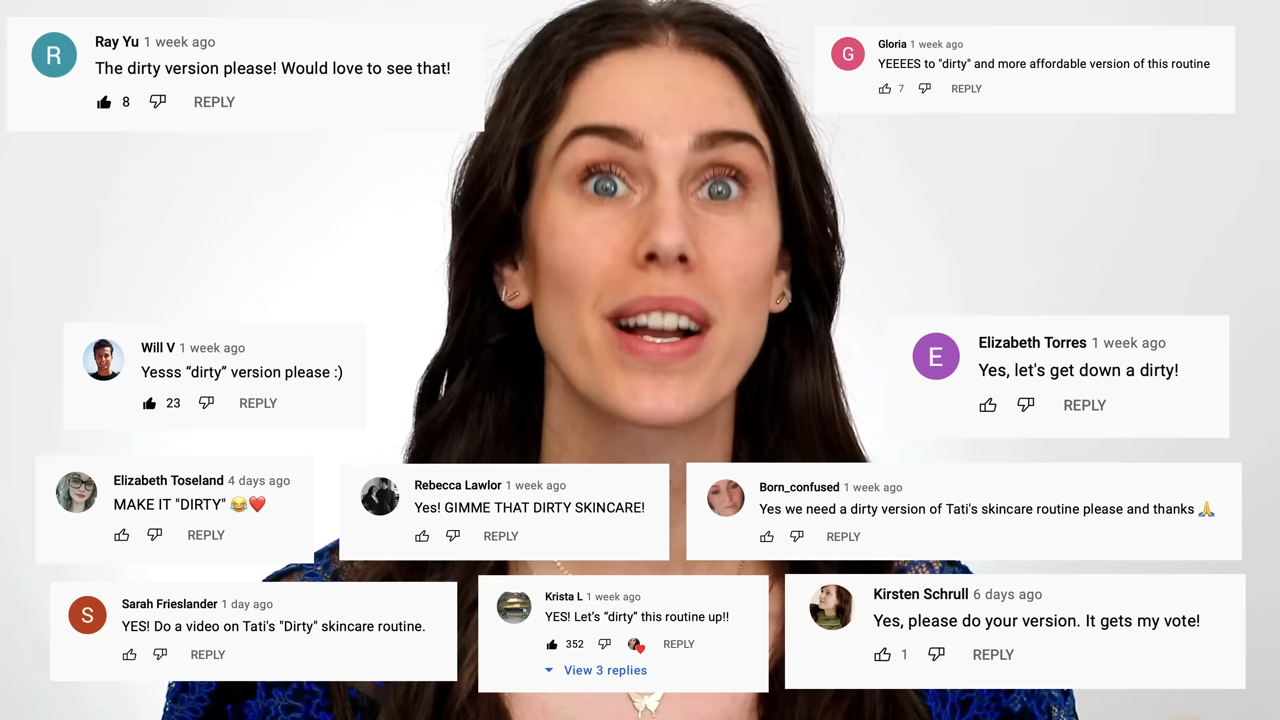 Ray Yu 1 week ago
The dirty version please! Would love to see that!
8 REPLY
Gloria 1 week ago
YEEEES to "dirty" and more affordable version of this routine
7 REPLY
Will V 1 week ago
Yesss “dirty” version please :)
23 REPLY
Elizabeth Torres 1 week ago
Yes, let's get down a dirty!
REPLY
Elizabeth Toseland 4 days ago
MAKE IT "DIRTY" 😂❤️
REPLY
Rebecca Lawlor 1 week ago
Yes! GIMME THAT DIRTY SKINCARE!
REPLY
Born_confused 1 week ago
Yes we need a dirty version of Tati's skincare routine please and thanks 🙏
REPLY
Sarah Frieslander 1 day ago
YES! Do a video on Tati's "Dirty" skincare routine.
REPLY
Krista L 1 week ago
YES! Let’s “dirty” this routine up!!
352 REPLY
View 3 replies
Kirsten Schrull 6 days ago
Yes, please do your version. It gets my vote!
1 REPLY
R
G
E
S